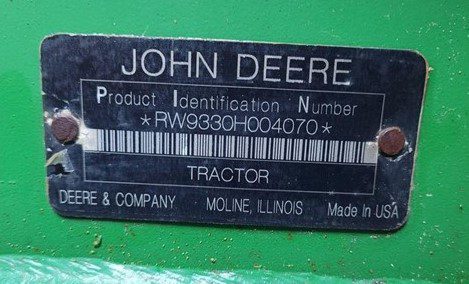 JOHN DEERE
Product Identification Number
*RW9330H004070*
TRACTOR
DEERE & COMPANY MOLINE, ILLINOIS Made In USA